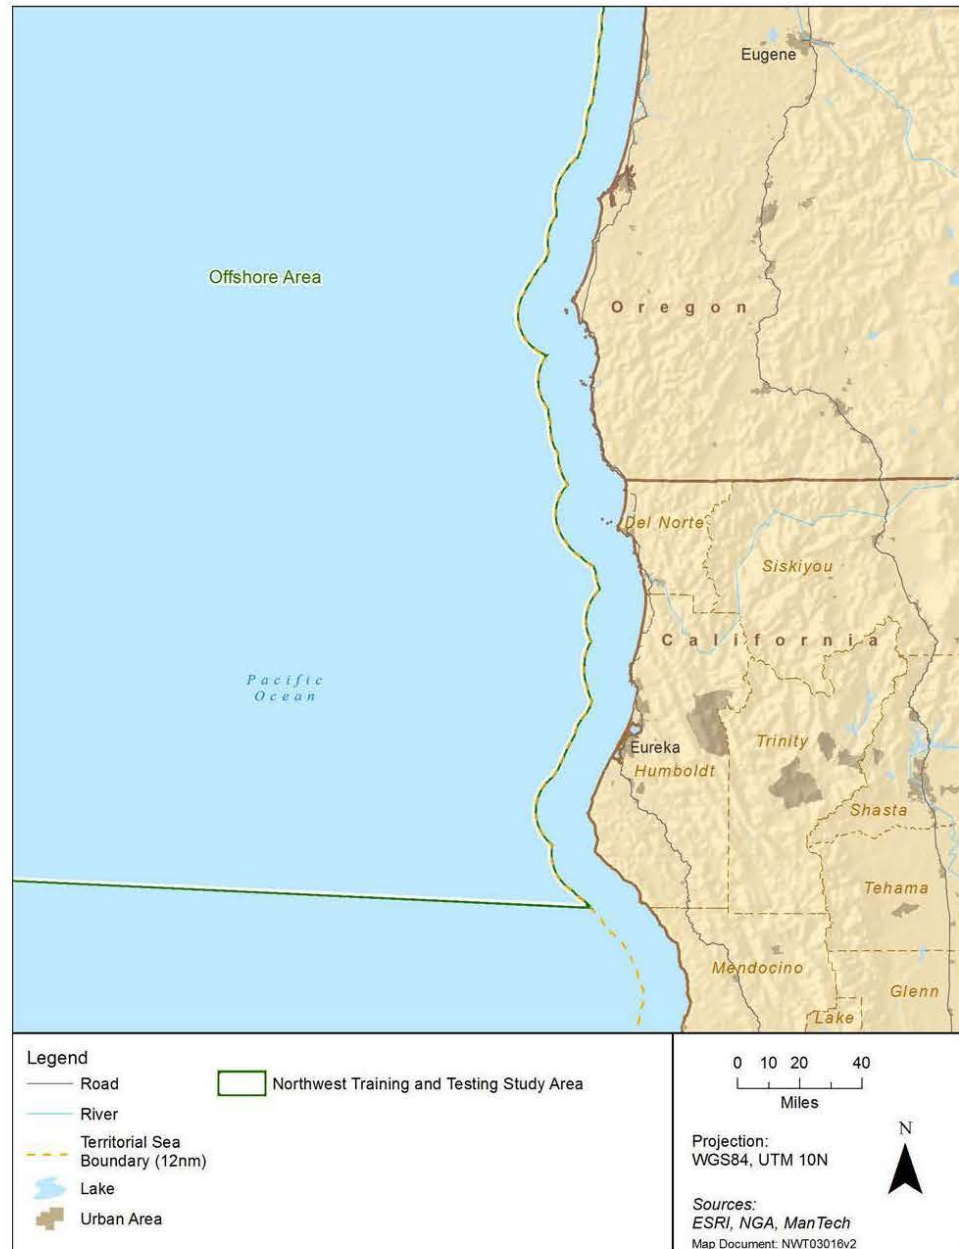 Eugene
Offshore Area
Oregon
Del Norte
Siskiyou
California
Pacific
Ocean
Eureka
Trinity
Humboldt
Shasta
Tehama
Mendocino
Glenn
Lake
Legend
Road
River
Territorial Sea
Boundary (12nm)
Lake
Urban Area
Northwest Training and Testing Study Area
0 10 20 40
Miles
Projection:
WGS84, UTM 10N
N
Sources:
ESRI, NGA, ManTech
Map Document: NWT03016v2